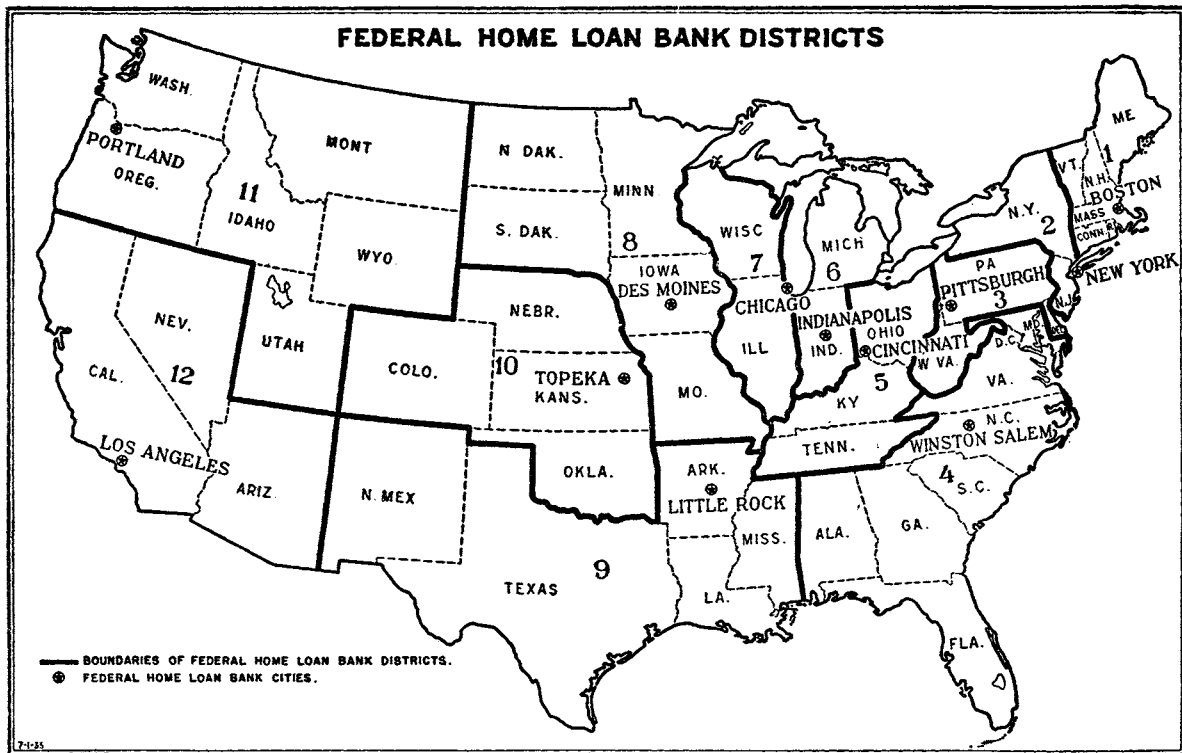 FEDERAL HOME LOAN BANK DISTRICTS
WASH.
PORTLAND
OREG.
MONT
11
IDAHO
WYO.
N. DAK.
S. DAK.
MINN.
8
IOWA
DES MOINES
WISC
7
MICH
6
CHICAGO
ILL
INDIANAPOLIS
IND.
OHIO
CINCINNATI
5
KY
W VA.
PA
PITTSBURGH
3
N.Y.
2
NEW YORK
N.J.
ME
1
VT.
N.H.
BOSTON
MASS
CONN.
MD.
DEL
D.C.
VA.
N.C.
WINSTON SALEM
4
S.C.
TENN.
GA.
ALA.
FLA.
MISS.
ARK.
LITTLE ROCK
LA.
MO.
NEBR.
10
TOPEKA
KANS.
OKLA.
COLO.
UTAH
NEV.
12
CAL.
LOS ANGELES
ARIZ.
N. MEX
9
TEXAS
BOUNDARIES OF FEDERAL HOME LOAN BANK DISTRICTS.
FEDERAL HOME LOAN BANK CITIES.
7-1-35